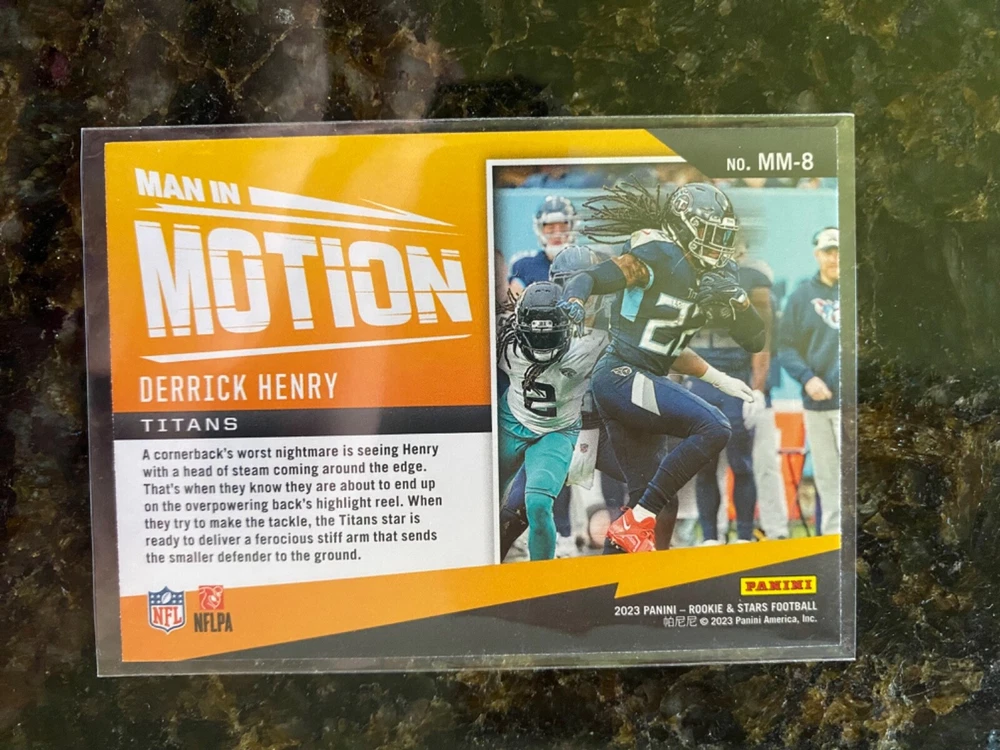 NO. MM-8
MAN IN
MOTION
DERRICK HENRY
TITANS
A cornerback's worst nightmare is seeing Henry
with a head of steam coming around the edge.
That's when they know they are about to end up
on the overpowering back's highlight reel. When
they try to make the tackle, the Titans star is
ready to deliver a ferocious stiff arm that sends
the smaller defender to the ground.
2
22
NFL
NFLPA
PANINI
2023 PANINI – ROOKIE & STARS FOOTBALL
帕尼尼 © 2023 Panini America, Inc.